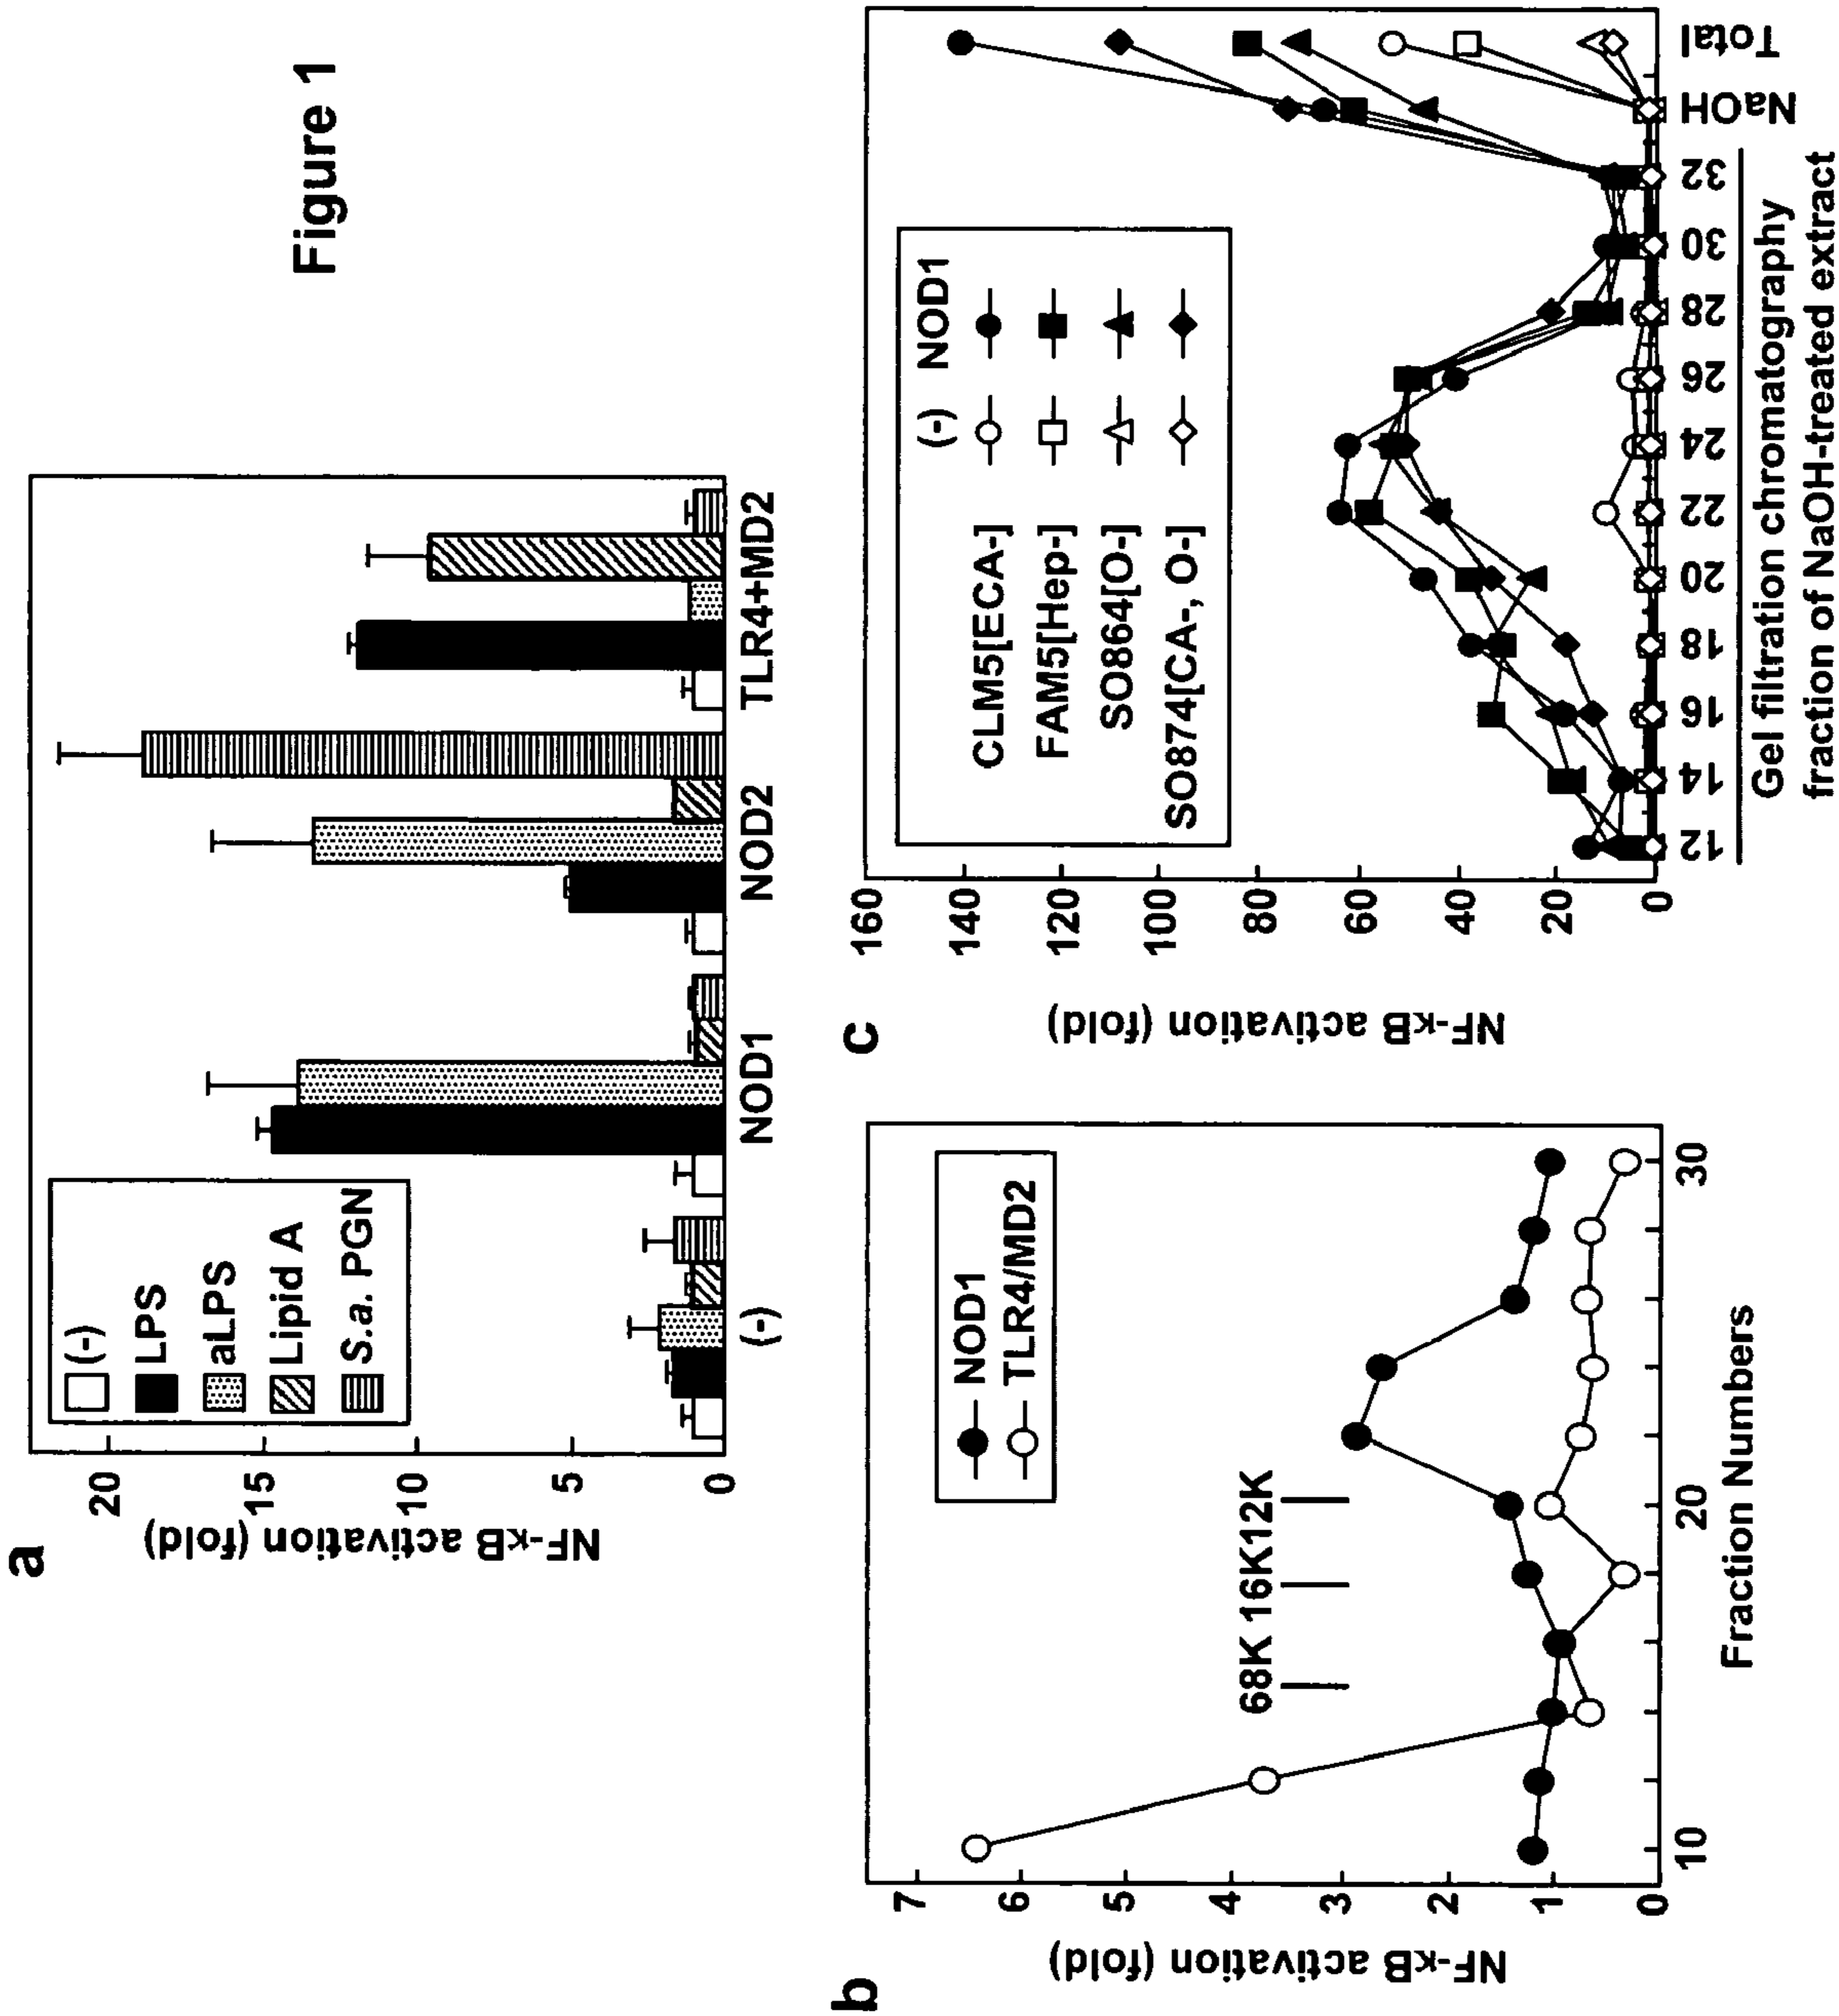 Figure 1
a
NF-κB activation (fold)
20
15
10
5
0
(-)
LPS
aLPS
Lipid A
S.a. PGN
(-)
NOD1
NOD2
TLR4+MD2
b
NF-κB activation (fold)
7
6
5
4
3
2
1
0
NOD1
TLR4/MD2
68K 16K12K
10
20
30
Fraction Numbers
c
NF-κB activation (fold)
160
140
120
100
80
60
40
20
0
(-) NOD1
CLM5[ECA-]
FAM5[Hep-]
SO864[O-]
SO874[CA-, O-]
12
14
16
18
20
22
24
26
28
30
32
NaOH
Total
Gel filtration chromatography
fraction of NaOH-treated extract